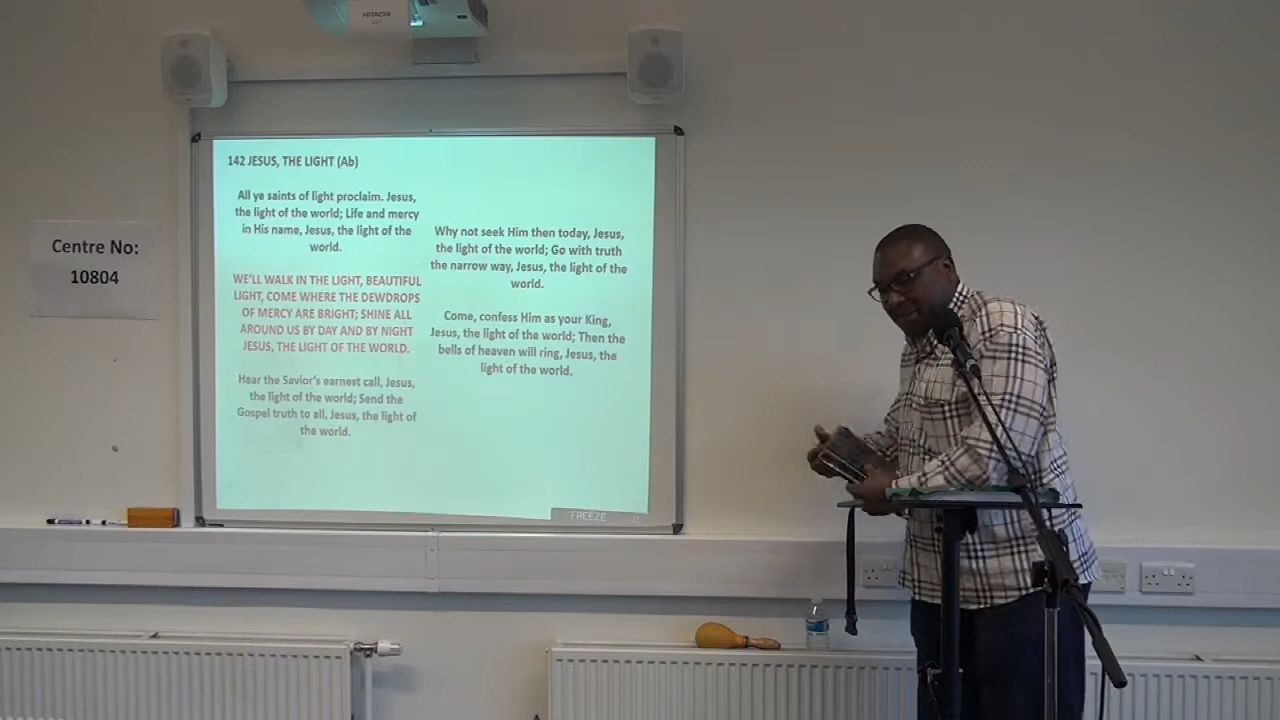 HITACHI
142 JESUS, THE LIGHT (Ab)
All ye saints of light proclaim. Jesus,
the light of the world; Life and mercy
in His name, Jesus, the light of the
world.
WE'LL WALK IN THE LIGHT, BEAUTIFUL
LIGHT, COME WHERE THE DEWDROPS
OF MERCY ARE BRIGHT; SHINE ALL
AROUND US BY DAY AND BY NIGHT
JESUS, THE LIGHT OF THE WORLD.
Hear the Savior's earnest call, Jesus,
the light of the world; Send the
Gospel truth to all, Jesus, the light of
the world.
Why not seek Him then today, Jesus,
the light of the world; Go with truth
the narrow way, Jesus, the light of the
world.
Come, confess Him as your King,
Jesus, the light of the world; Then the
bells of heaven will ring, Jesus, the
light of the world.
FREEZE
Centre No:
10804